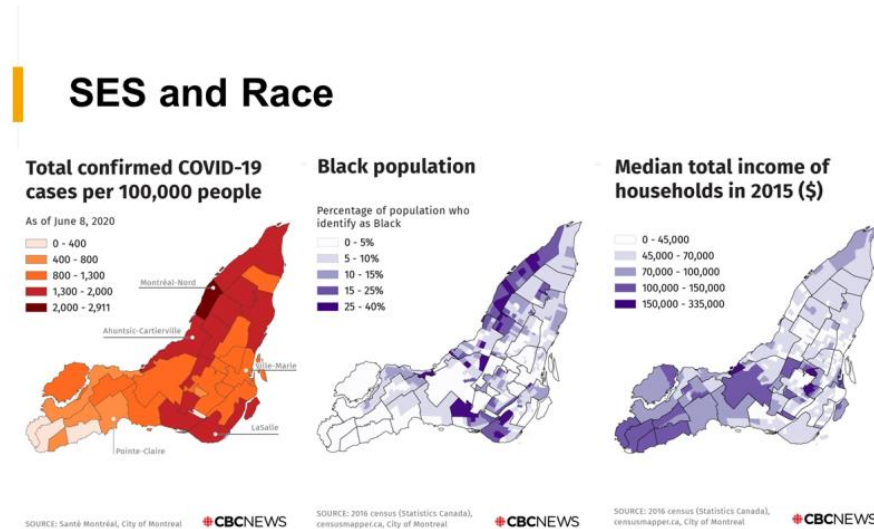 SES and Race
Total confirmed COVID-19
cases per 100,000 people
As of June 8, 2020
0 - 400
400 - 800
800 - 1,300
1,300 - 2,000
2,000 - 2,911
Montréal-Nord
Ahuntsic-Cartierville
Ville-Marie
LaSalle
Pointe-Claire
SOURCE: Santé Montréal, City of Montreal
CBCNEWS
Black population
Percentage of population who
identify as Black
0 - 5%
5 - 10%
10 - 15%
15 - 25%
25 - 40%
SOURCE: 2016 census (Statistics Canada),
censusmapper.ca, City of Montreal
CBCNEWS
Median total income of
households in 2015 ($)
0 - 45,000
45,000 - 70,000
70,000 - 100,000
100,000 - 150,000
150,000 - 335,000
SOURCE: 2016 census (Statistics Canada),
censusmapper.ca, City of Montreal
CBCNEWS